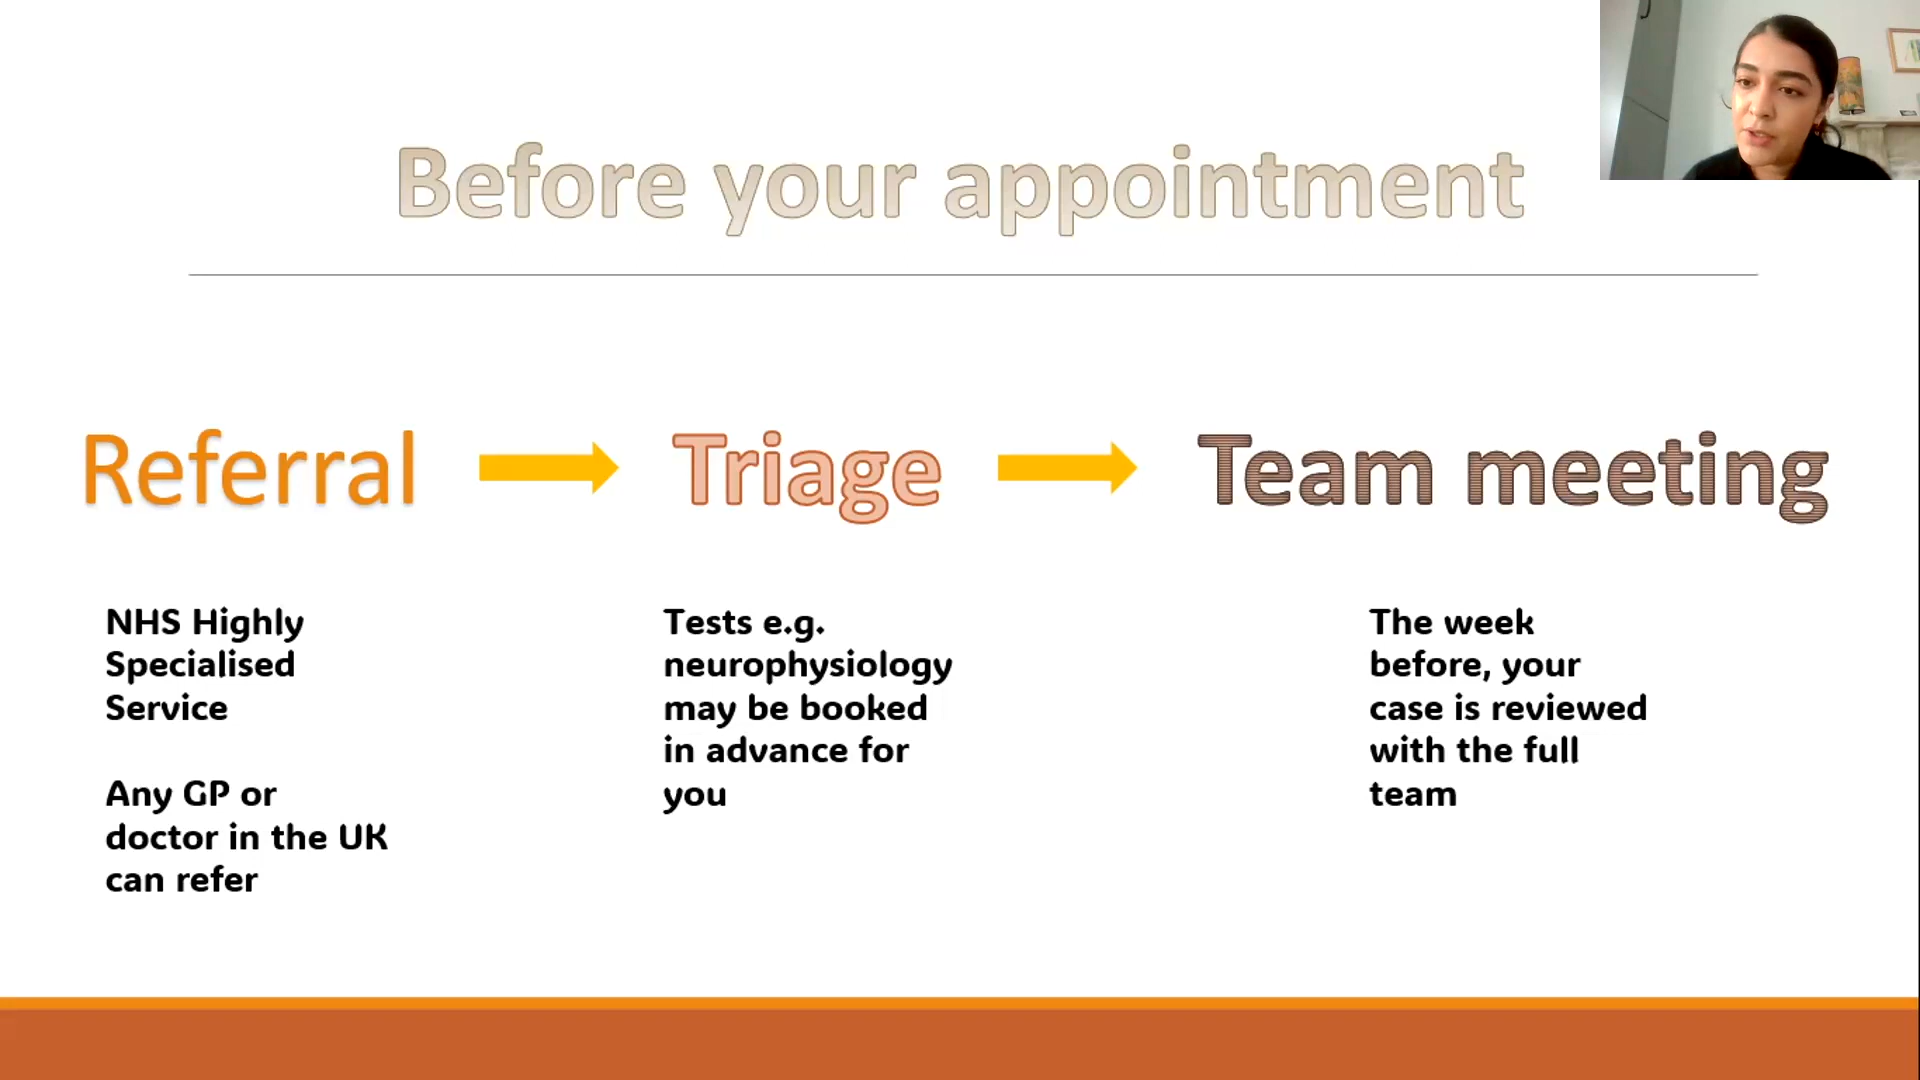 Before your appointment
Referral
Triage
Team meeting
NHS Highly
Specialised
Service
Any GP or
doctor in the UK
can refer
Tests e.g.
neurophysiology
may be booked
in advance for
you
The week
before, your
case is reviewed
with the full
team